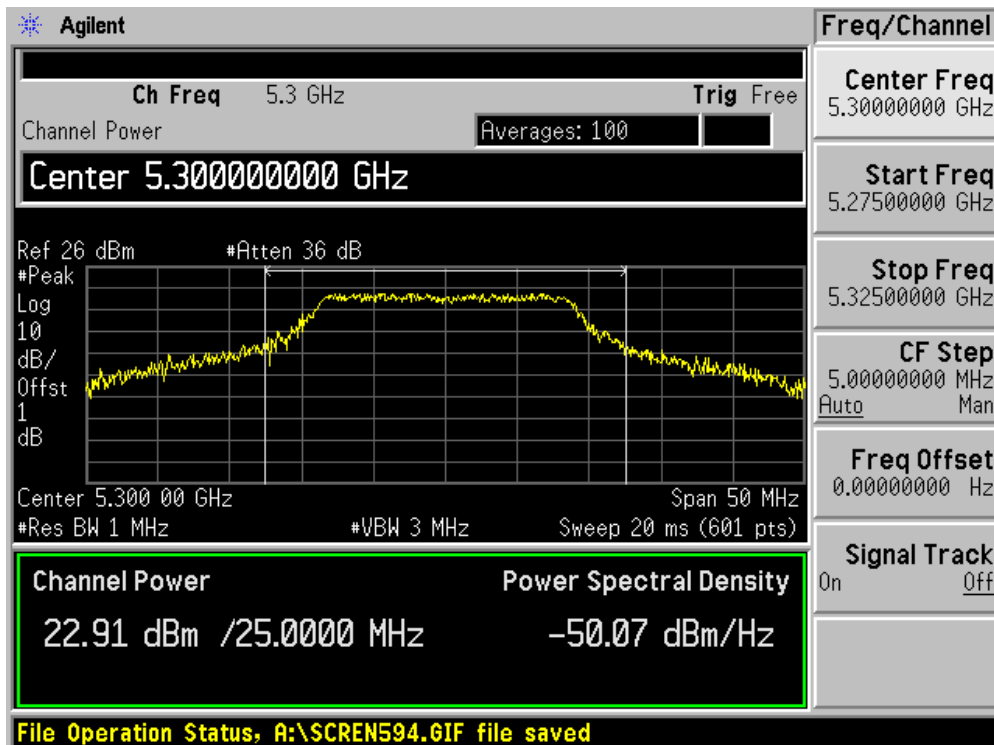 Agilent
Freq/Channel
Ch Freq 5.3 GHz Trig Free
Channel Power Averages: 100
Center 5.300000000 GHz
Ref 26 dBm #Atten 36 dB
#Peak
Log
10
dB/
Offst
1
dB
Center 5.300 00 GHz Span 50 MHz
#Res BW 1 MHz #VBW 3 MHz Sweep 20 ms (601 pts)
Channel Power Power Spectral Density
22.91 dBm /25.0000 MHz -50.07 dBm/Hz
File Operation Status, A:\SCREN594.GIF file saved
Center Freq
5.30000000 GHz
Start Freq
5.27500000 GHz
Stop Freq
5.32500000 GHz
CF Step
5.00000000 MHz
Auto Man
Freq Offset
0.00000000 Hz
Signal Track
On Off